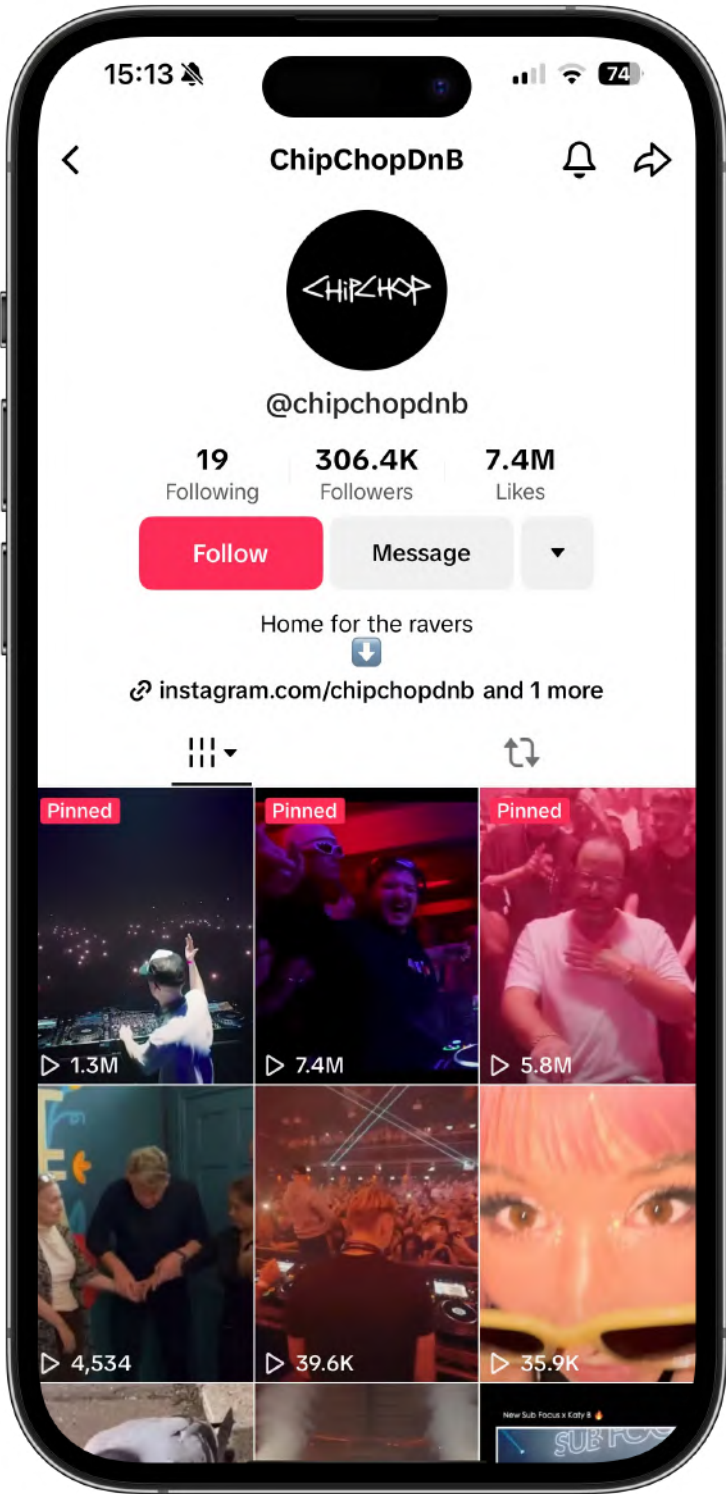 15:13
74
ChipChopDnB
CHIPCHOP
@chipchopdnb
19 306.4K 7.4M
Following Followers Likes
Follow Message
Home for the ravers
instagram.com/chipchopdnb and 1 more
Pinned Pinned Pinned
1.3M 7.4M 5.8M
4,534 39.6K 35.9K
New Sub Focus x Katy B 🔥
SUB FOC